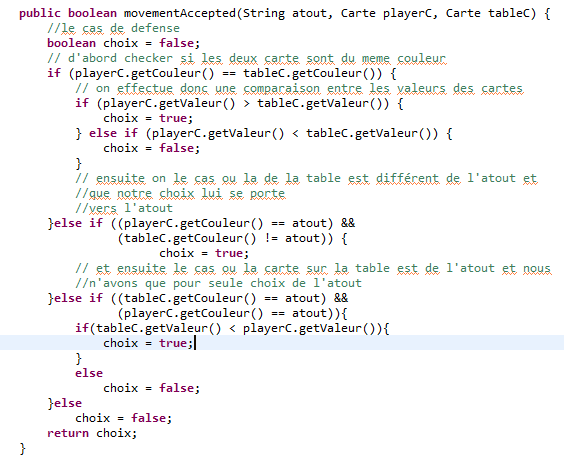 public boolean movementAccepted(String atout, Carte playerC, Carte tableC) {
//le cas de defense
boolean choix = false;
// d'abord checker si les deux carte sont du meme couleur
if (playerC.getCouleur() == tableC.getCouleur()) {
// on effectue donc une comparaison entre les valeurs des cartes
if (playerC.getValeur() > tableC.getValeur()) {
choix = true;
} else if (playerC.getValeur() < tableC.getValeur()) {
choix = false;
}
// ensuite on le cas ou la de la table est différent de l'atout et
//que notre choix lui se porte
//vers l'atout
}else if ((playerC.getCouleur() == atout) &&
(tableC.getCouleur() != atout)) {
choix = true;
// et ensuite le cas ou la carte sur la table est de l'atout et nous
//n'avons que pour seule choix de l'atout
}else if ((tableC.getCouleur() == atout) &&
(playerC.getCouleur() == atout)){
if(tableC.getValeur() < playerC.getValeur()){
choix = true;
}
else
choix = false;
}else
choix = false;
return choix;
}